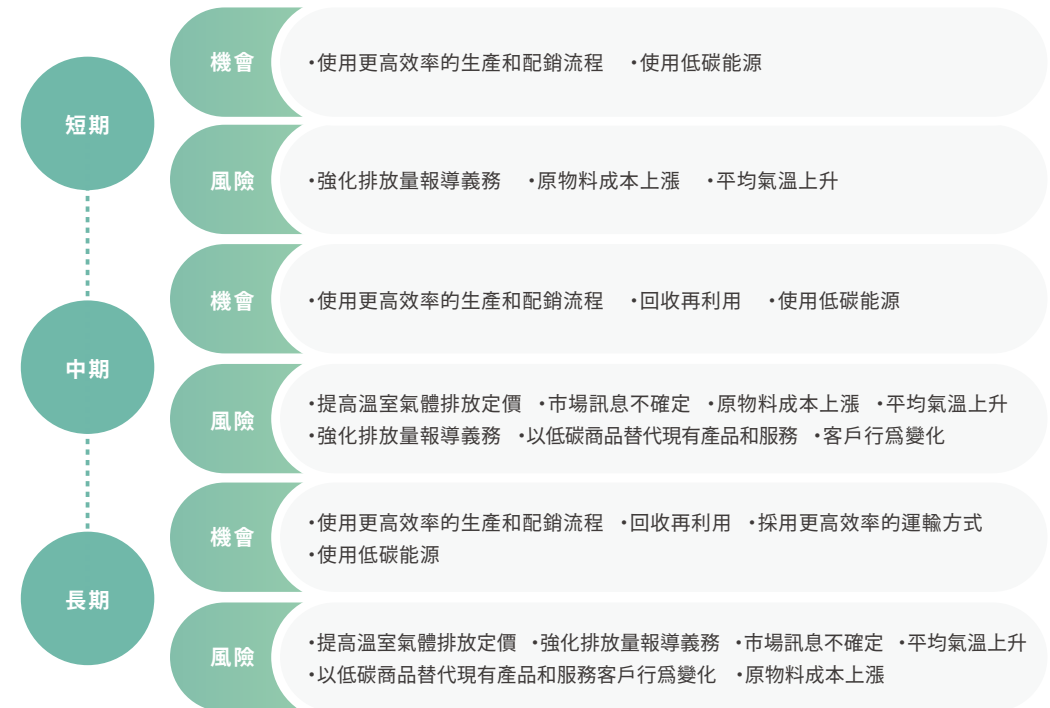 短期
機會
•使用更高效率的生產和配銷流程 •使用低碳能源
風險
•強化排放量報導義務 •原物料成本上漲 •平均氣溫上升
中期
機會
•使用更高效率的生產和配銷流程 •回收再利用 •使用低碳能源
風險
•提高溫室氣體排放定價 •市場訊息不確定 •原物料成本上漲 •平均氣溫上升
•強化排放量報導義務 •以低碳商品替代現有產品和服務 •客戶行爲變化
長期
機會
•使用更高效率的生產和配銷流程 •回收再利用 •採用更高效率的運輸方式
•使用低碳能源
風險
•提高溫室氣體排放定價 •強化排放量報導義務 •市場訊息不確定 •平均氣溫上升
•以低碳商品替代現有產品和服務客戶行爲變化 •原物料成本上漲